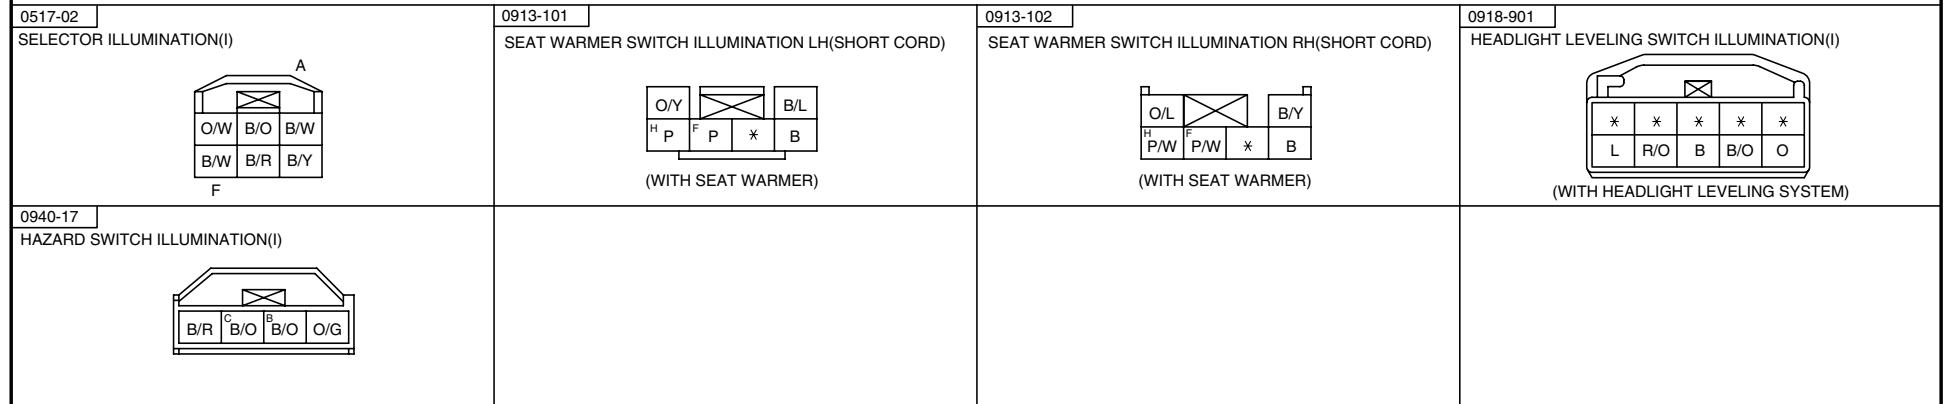 0517-02
SELECTOR ILLUMINATION(I)
A
O/W B/O B/W
B/W B/R B/Y
F
0913-101
SEAT WARMER SWITCH ILLUMINATION LH(SHORT CORD)
O/Y B/L
H P F P * B
(WITH SEAT WARMER)
0913-102
SEAT WARMER SWITCH ILLUMINATION RH(SHORT CORD)
O/L B/Y
H P/W F P/W * B
(WITH SEAT WARMER)
0918-901
HEADLIGHT LEVELING SWITCH ILLUMINATION(I)
* * * * *
L R/O B B/O O
(WITH HEADLIGHT LEVELING SYSTEM)
0940-17
HAZARD SWITCH ILLUMINATION(I)
B/R C B/O B B/O O/G